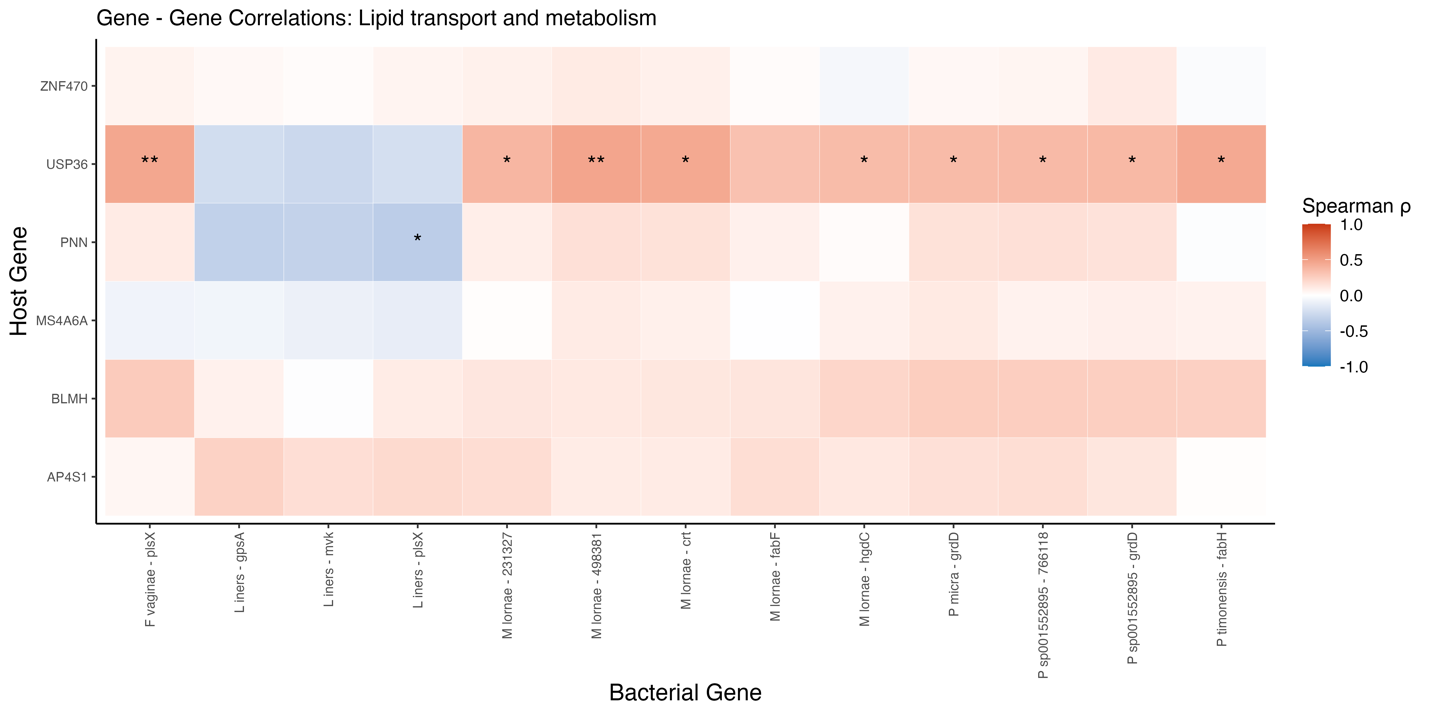 Gene - Gene Correlations: Lipid transport and metabolism
Host Gene
ZNF470
USP36
** * ** * * * * * *
PNN
*
MS4A6A
BLMH
AP4S1
F vaginae - plsX
L iners - gpsA
L iners - mvk
L iners - plsX
M lornae - 231327
M lornae - 498381
M lornae - crt
M lornae - fabF
M lornae - hgdC
P micra - grdD
P sp001552895 - 766118
P sp001552895 - grdD
P timonensis - fabH
Bacterial Gene
Spearman ρ
1.0
0.5
0.0
-0.5
-1.0